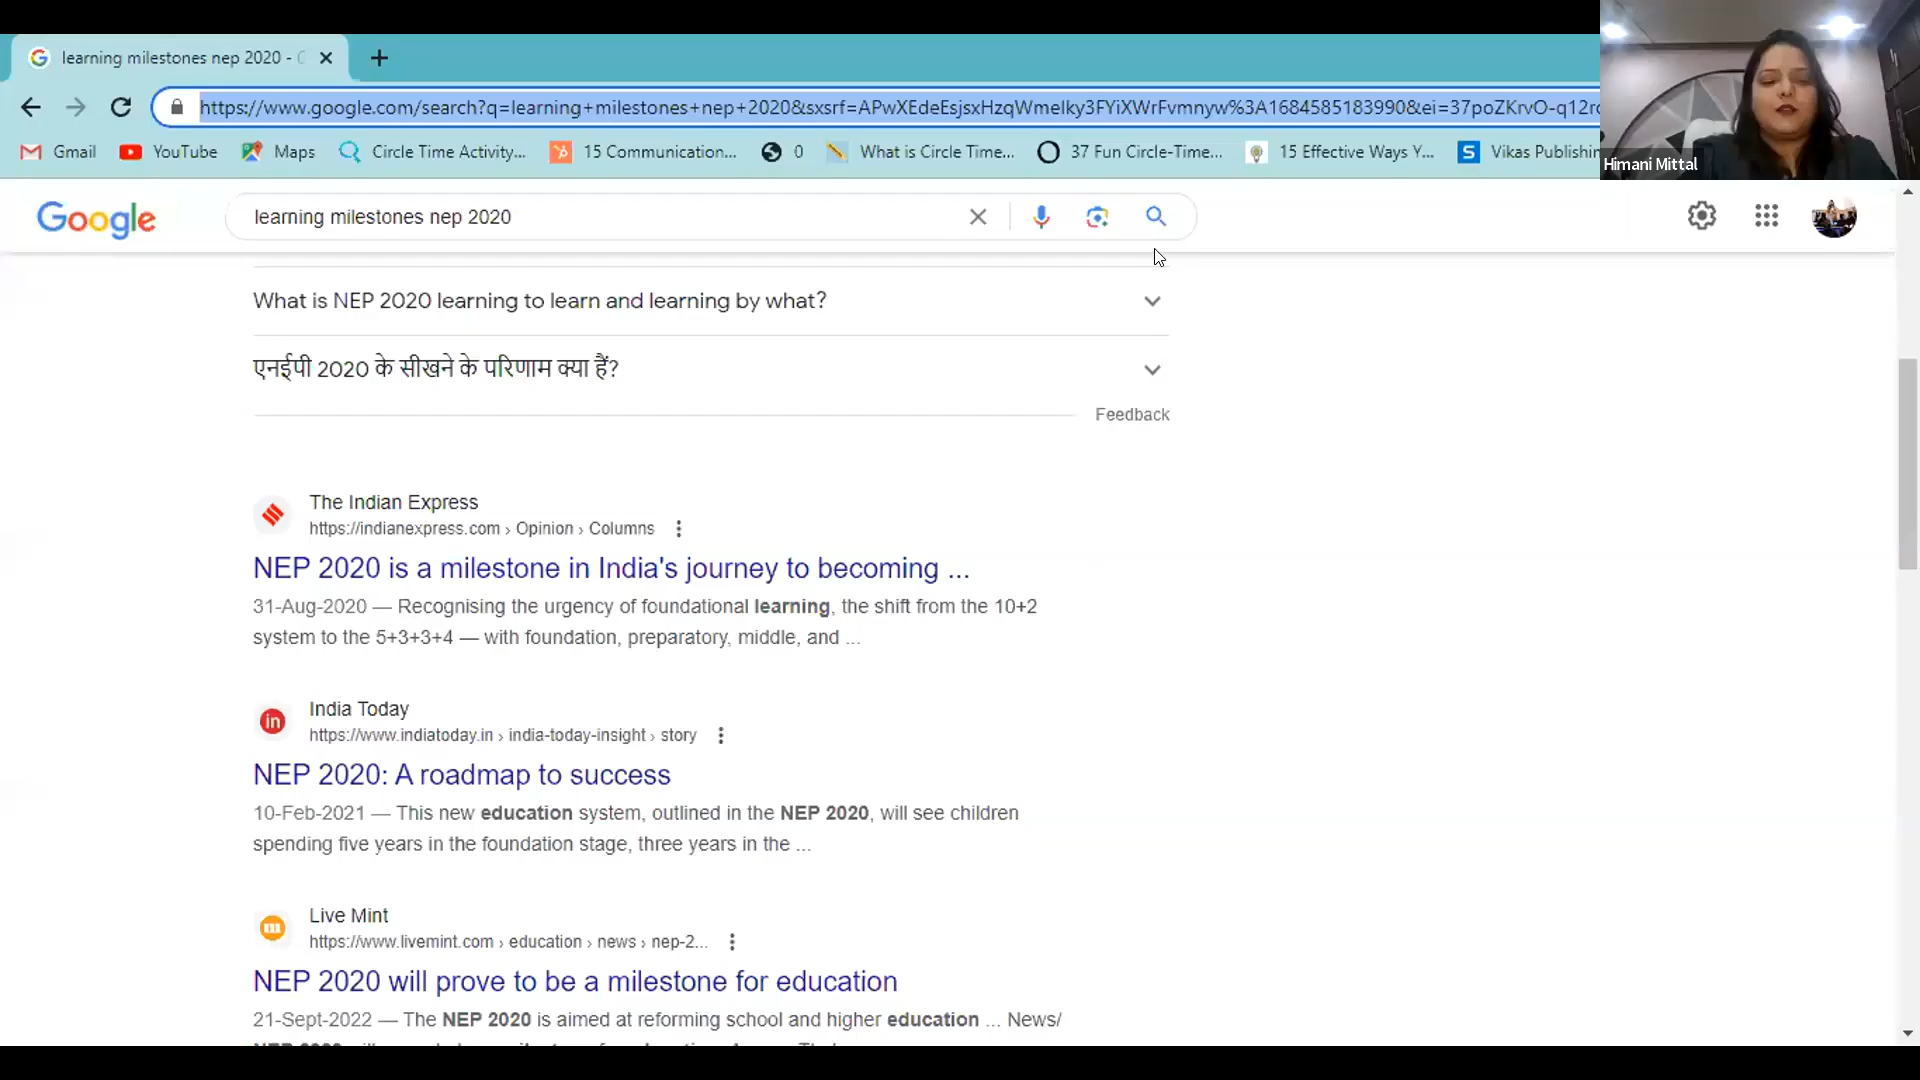 learning milestones nep 2020 -
https://www.google.com/search?q=learning+milestones+nep+2020&sxsrf=APwXEdeEsjsxHzqWmeIky3FYiXWrFvmnyw%3A1684585183990&ei=37poZKrvO-q12r
Gmail YouTube Maps Circle Time Activity... 15 Communication... 0 What is Circle Time... 37 Fun Circle-Time... 15 Effective Ways Y... Vikas Publishin
Himani Mittal
Google learning milestones nep 2020
What is NEP 2020 learning to learn and learning by what?
एनईपी 2020 के सीखने के परिणाम क्या हैं?
Feedback
The Indian Express
https://indianexpress.com › Opinion › Columns
NEP 2020 is a milestone in India's journey to becoming ...
31-Aug-2020 — Recognising the urgency of foundational learning, the shift from the 10+2
system to the 5+3+3+4 — with foundation, preparatory, middle, and ...
India Today
https://www.indiatoday.in › india-today-insight › story
NEP 2020: A roadmap to success
10-Feb-2021 — This new education system, outlined in the NEP 2020, will see children
spending five years in the foundation stage, three years in the ...
Live Mint
https://www.livemint.com › education › news › nep-2...
NEP 2020 will prove to be a milestone for education
21-Sept-2022 — The NEP 2020 is aimed at reforming school and higher education ... News/